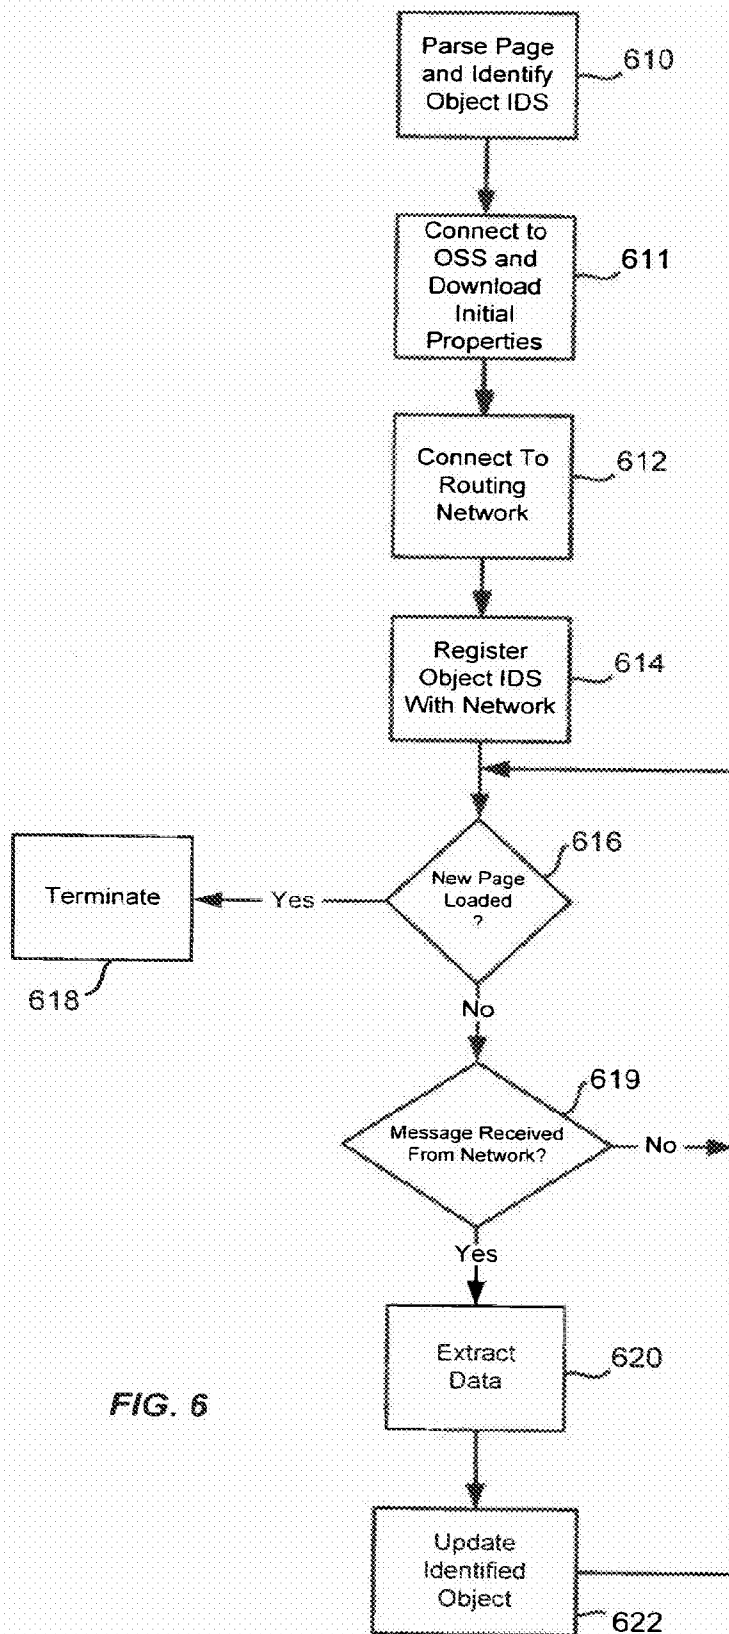 Parse Page
and Identify
Object IDS
610
Connect to
OSS and
Download
Initial
Properties
611
Connect To
Routing
Network
612
Register
Object IDS
With Network
614
New Page
Loaded
?
616
Yes
Terminate
618
No
Message Received
From Network?
619
No
Yes
Extract
Data
620
FIG. 6
Update
Identified
Object
622